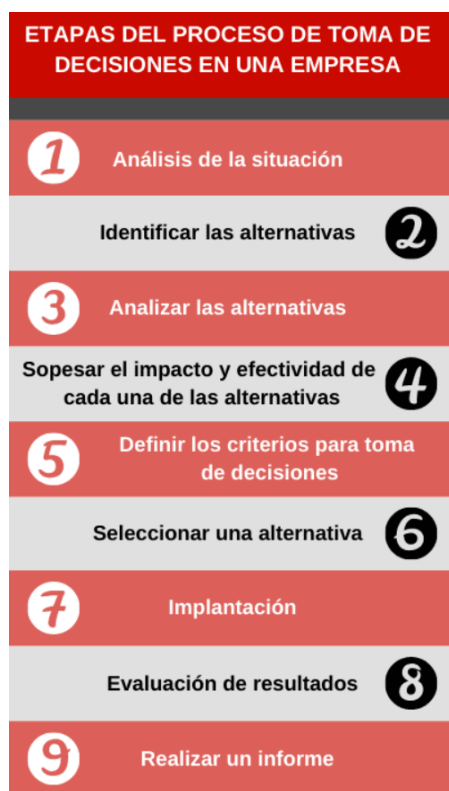 ETAPAS DEL PROCESO DE TOMA DE
DECISIONES EN UNA EMPRESA
1 Análisis de la situación
Identificar las alternativas 2
3 Analizar las alternativas
Sopesar el impacto y efectividad de
cada una de las alternativas 4
5 Definir los criterios para toma
de decisiones
Seleccionar una alternativa 6
7 Implantación
Evaluación de resultados 8
9 Realizar un informe